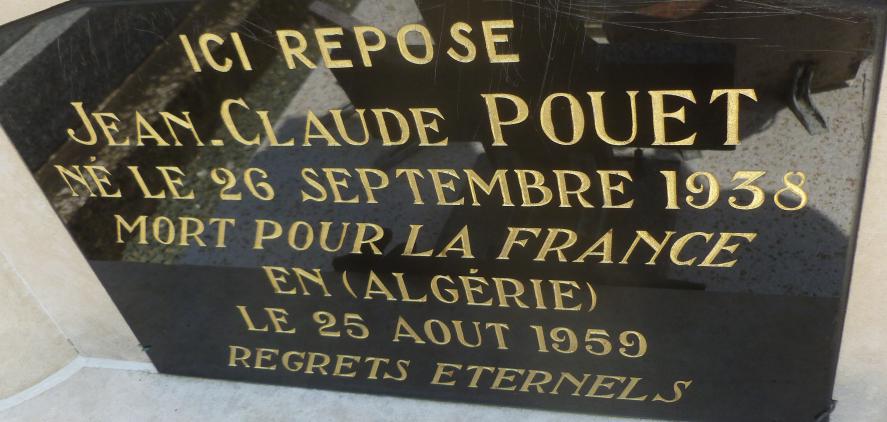 ICI REPOSE
JEAN-CLAUDE POUET
NÉ LE 26 SEPTEMBRE 1938
MORT POUR LA FRANCE
EN (ALGÉRIE)
LE 25 AOUT 1959
REGRETS ETERNELS